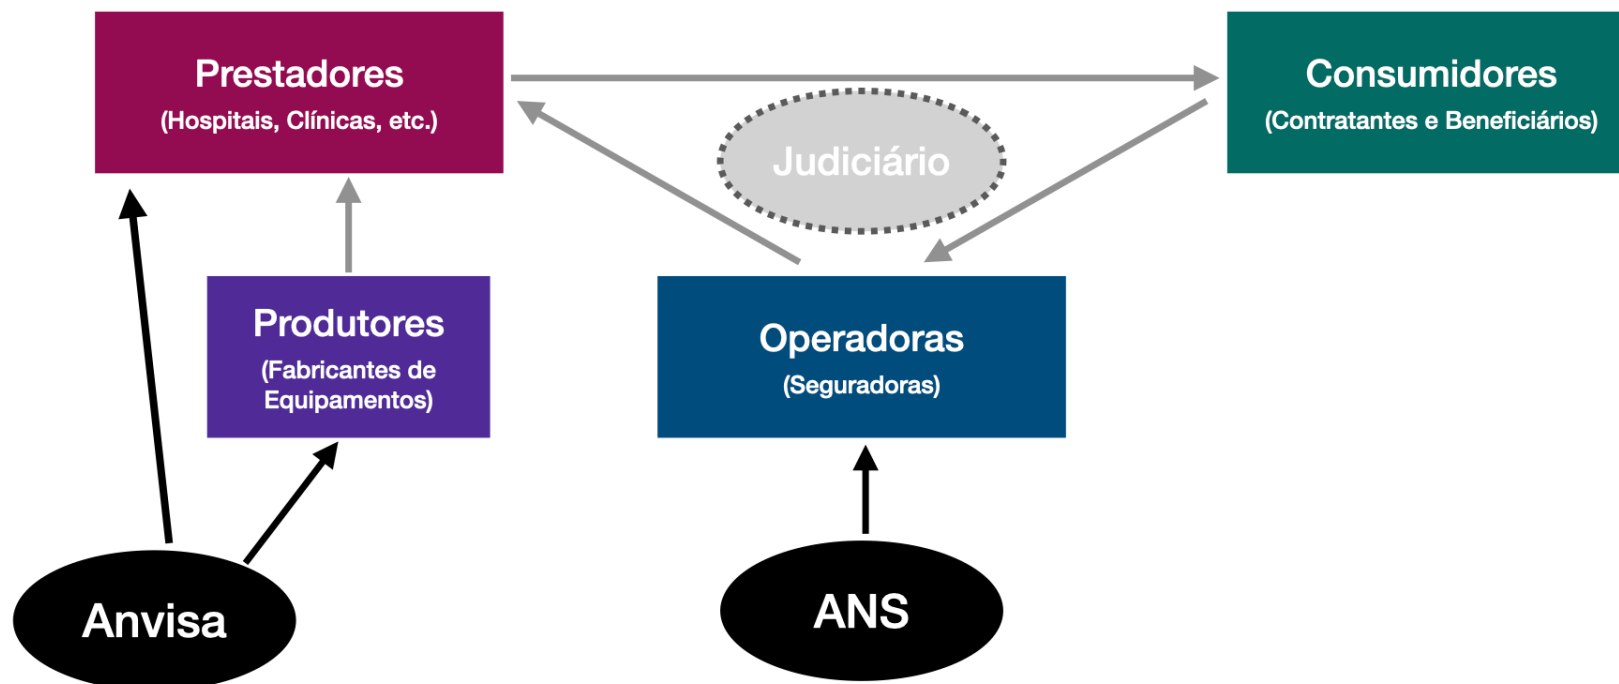 Prestadores
(Hospitais, Clínicas, etc.)
Consumidores
(Contratantes e Beneficiários)
Judiciário
Produtores
(Fabricantes de
Equipamentos)
Operadoras
(Seguradoras)
Anvisa
ANS